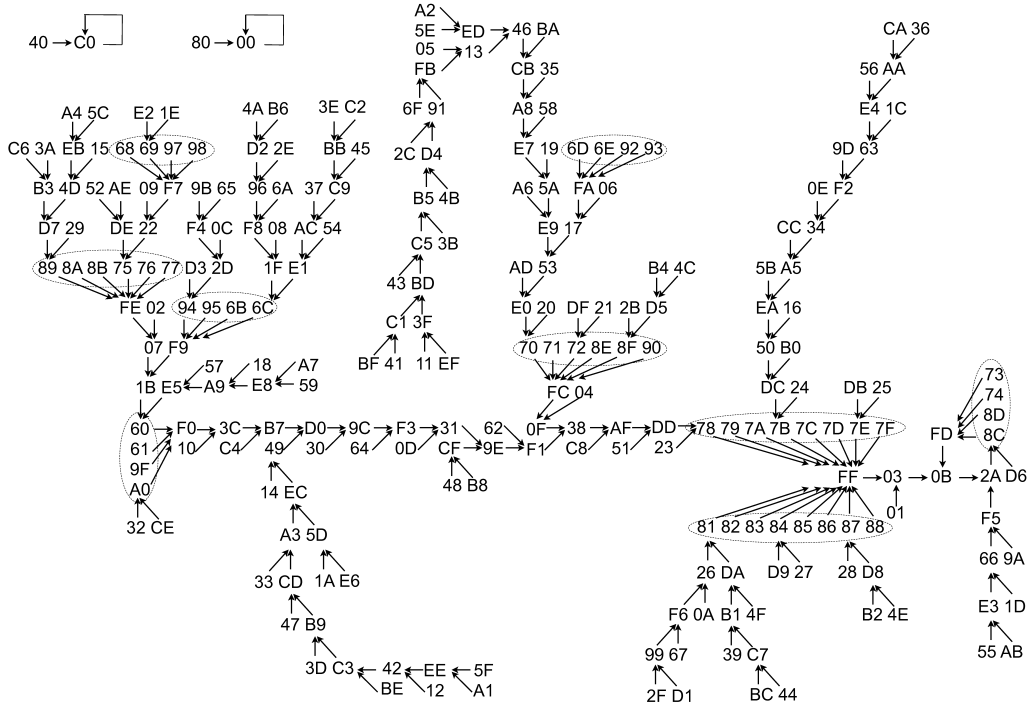 A2
5E ED 46 BA
40 C0 80 00 05 13 CA 36
FB CB 35 56 AA
6F 91 A8 58 E4 1C
A4 5C E2 1E 4A B6 3E C2
C6 3A EB 15 68 69 97 98 D2 2E BB 45 2C D4 E7 19 6D 6E 92 93 9D 63
B3 4D 52 AE 09 F7 9B 65 96 6A 37 C9 B5 4B A6 5A FA 06 0E F2
D7 29 DE 22 F4 0C F8 08 AC 54 C5 3B E9 17 CC 34
89 8A 8B 75 76 77 D3 2D 1F E1 43 BD AD 53 B4 4C 5B A5
FE 02 94 95 6B 6C C1 3F E0 20 DF 21 2B D5 EA 16
07 F9 BF 41 11 EF 70 71 72 8E 8F 90 50 B0
57 18 A7
1B E5 A9 E8 59 FC 04 DC 24 DB 25 73
74
8D
60 F0 3C B7 D0 9C F3 31 62 0F 38 AF DD 78 79 7A 7B 7C 7D 7E 7F FD 8C
61 10 C4 49 30 64 0D CF 9E F1 C8 51 23
9F
A0 14 EC 48 B8 FF 03 0B 2A D6
32 CE 01 F5
A3 5D 81 82 83 84 85 86 87 88
33 CD 1A E6 26 DA D9 27 28 D8 66 9A
47 B9 F6 0A B1 4F B2 4E E3 1D
3D C3 42 EE 5F 99 67 39 C7 55 AB
BE 12 A1 2F D1 BC 44